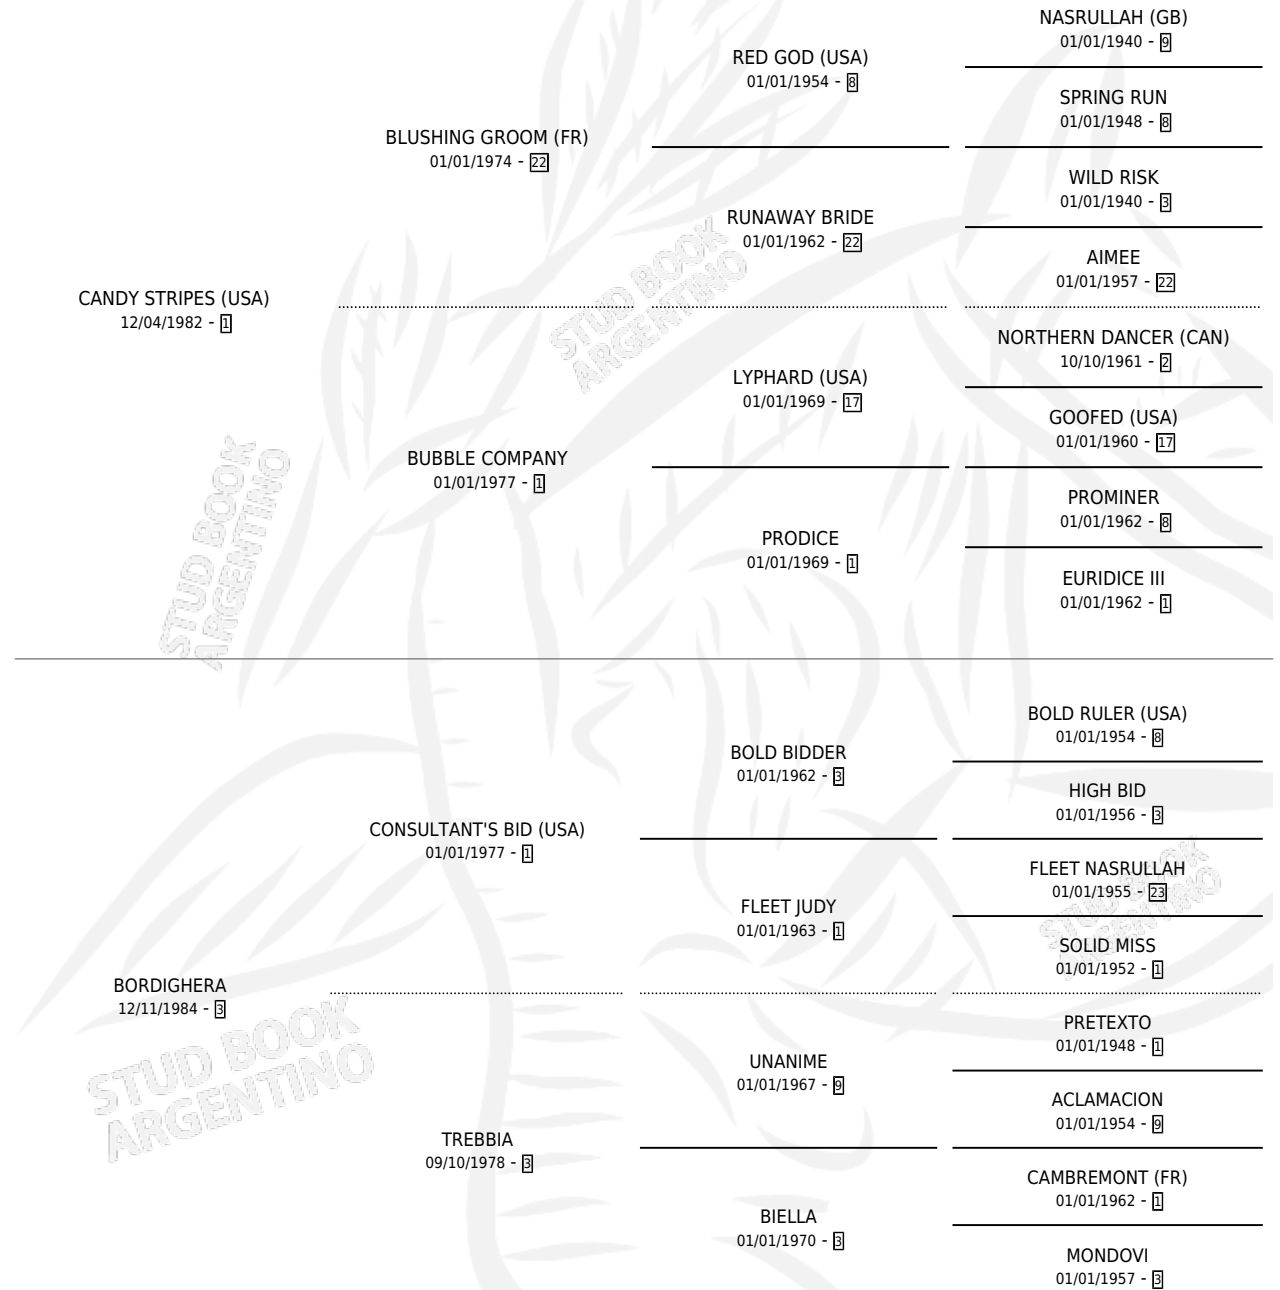 NASRULLAH (GB)
01/01/1940 - 9
RED GOD (USA)
01/01/1954 - 8
SPRING RUN
01/01/1948 - 8
BLUSHING GROOM (FR)
01/01/1974 - 22
WILD RISK
01/01/1940 - 3
RUNAWAY BRIDE
01/01/1962 - 22
AIMEE
01/01/1957 - 22
CANDY STRIPES (USA)
12/04/1982 - 1
NORTHERN DANCER (CAN)
10/10/1961 - 2
LYPHARD (USA)
01/01/1969 - 17
GOOFED (USA)
01/01/1960 - 17
BUBBLE COMPANY
01/01/1977 - 1
PROMINER
01/01/1962 - 8
PRODICE
01/01/1969 - 1
EURIDICE III
01/01/1962 - 1
STUD BOOK
ARGENTINO
STUD BOOK
ARGENTINO
BOLD RULER (USA)
01/01/1954 - 8
BOLD BIDDER
01/01/1962 - 3
HIGH BID
01/01/1956 - 3
CONSULTANT'S BID (USA)
01/01/1977 - 1
FLEET NASRULLAH
01/01/1955 - 23
FLEET JUDY
01/01/1963 - 1
SOLID MISS
01/01/1952 - 1
STUD BOOK
ARGENTINO
BORDIGHERA
12/11/1984 - 3
PRETEXTO
01/01/1948 - 1
UNANIME
01/01/1967 - 9
ACLAMACION
01/01/1954 - 9
TREBBIA
09/10/1978 - 3
CAMBREMONT (FR)
01/01/1962 - 1
BIELLA
01/01/1970 - 3
MONDOVI
01/01/1957 - 3
STUD BOOK
ARGENTINO